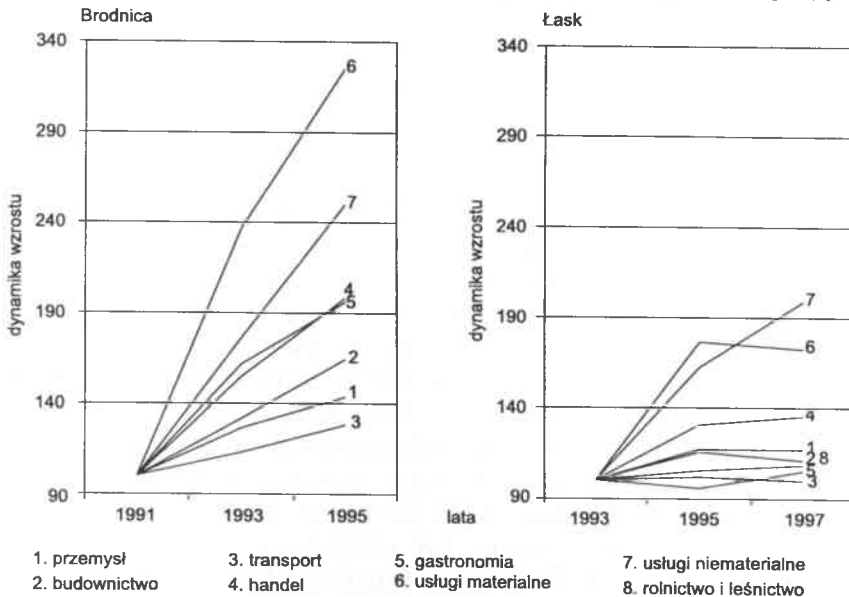 Brodnica
340
290
240
190
140
90
dynamika wzrostu
6
7
4
5
2
1
3
1991 1993 1995
lata
Łask
340
290
240
190
140
90
dynamika wzrostu
7
6
4
1
2 8
5
3
1993 1995 1997
1. przemysł 3. transport 5. gastronomia 7. usługi niematerialne
2. budownictwo 4. handel 6. usługi materialne 8. rolnictwo i leśnictwo